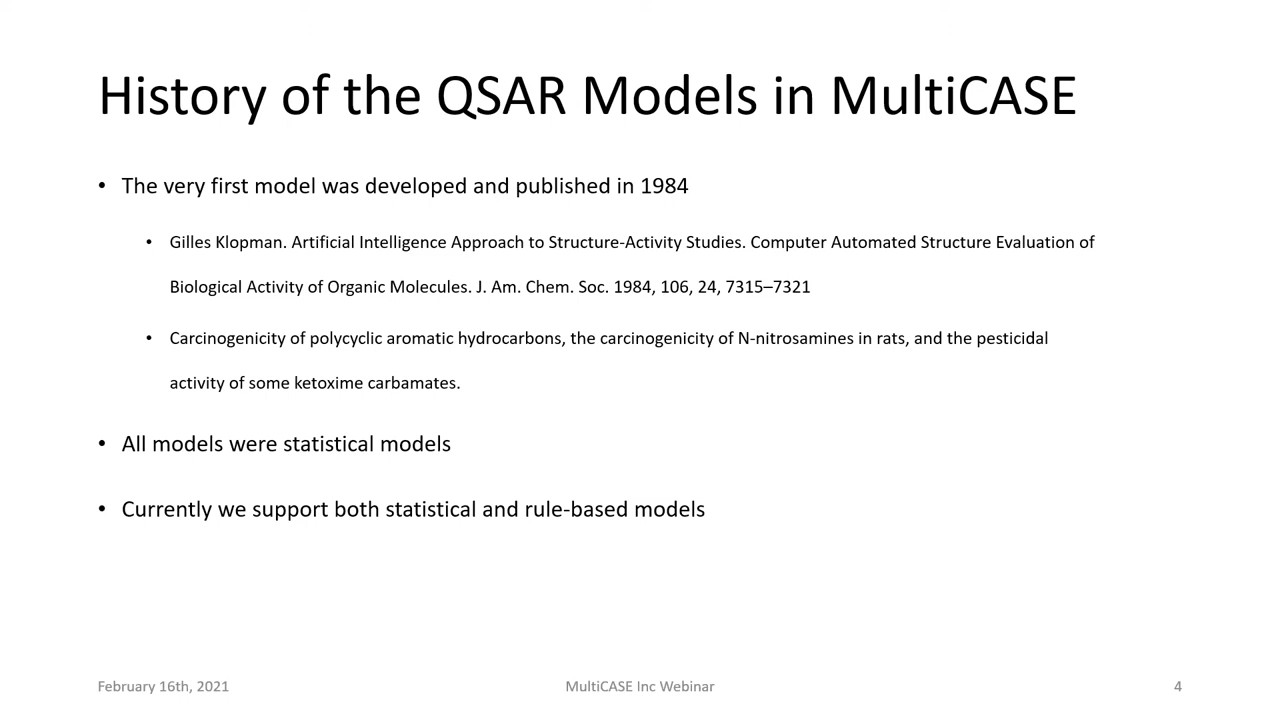 History of the QSAR Models in MultiCASE
• The very first model was developed and published in 1984
• Gilles Klopman. Artificial Intelligence Approach to Structure-Activity Studies. Computer Automated Structure Evaluation of
Biological Activity of Organic Molecules. J. Am. Chem. Soc. 1984, 106, 24, 7315–7321
• Carcinogenicity of polycyclic aromatic hydrocarbons, the carcinogenicity of N-nitrosamines in rats, and the pesticidal
activity of some ketoxime carbamates.
• All models were statistical models
• Currently we support both statistical and rule-based models
February 16th, 2021
MultiCASE Inc Webinar
4